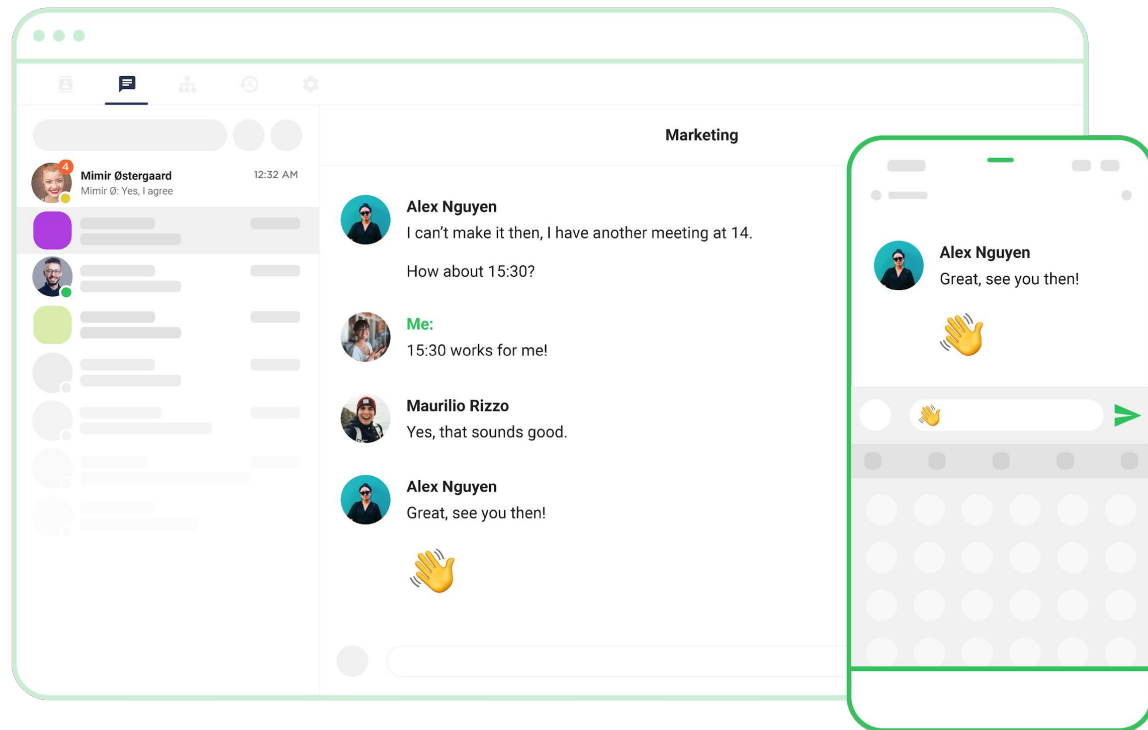 4
Mimir Østergaard
12:32 AM
Mimir Ø: Yes, I agree
Marketing
Alex Nguyen
I can’t make it then, I have another meeting at 14.
How about 15:30?
Me:
15:30 works for me!
Maurilio Rizzo
Yes, that sounds good.
Alex Nguyen
Great, see you then!
👋
Alex Nguyen
Great, see you then!
👋
👋